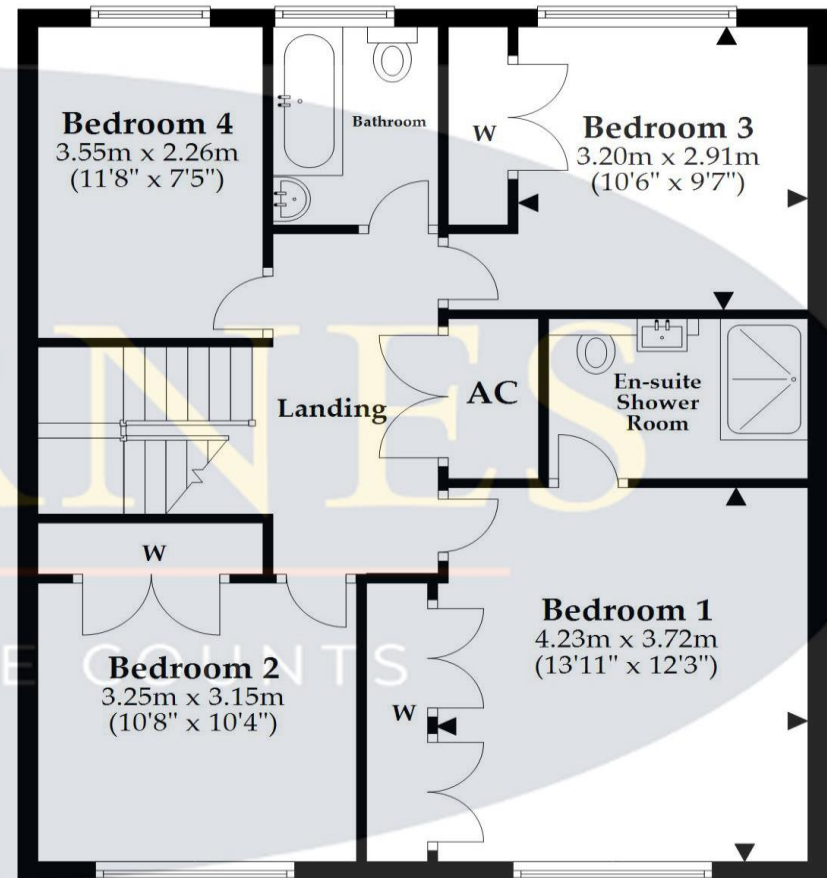 Bedroom 4
3.55m x 2.26m
(11'8" x 7'5")
Bathroom
W
Bedroom 3
3.20m x 2.91m
(10'6" x 9'7")
Landing
AC
En-suite
Shower
Room
W
Bedroom 2
3.25m x 3.15m
(10'8" x 10'4")
W
Bedroom 1
4.23m x 3.72m
(13'11" x 12'3")
NES
COUNTS